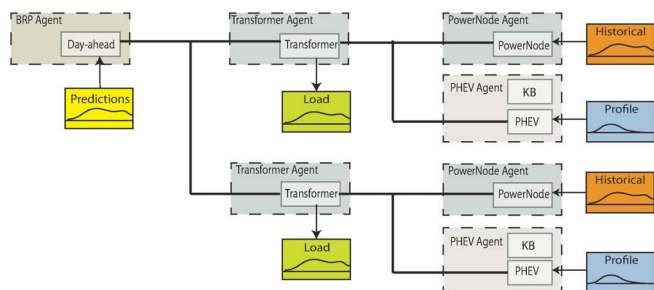 BRP Agent
Day-ahead
Predictions
Transformer Agent
Transformer
Load
PowerNode Agent
PowerNode
Historical
PHEV Agent
KB
PHEV
Profile
Transformer Agent
Transformer
Load
PowerNode Agent
PowerNode
Historical
PHEV Agent
KB
PHEV
Profile